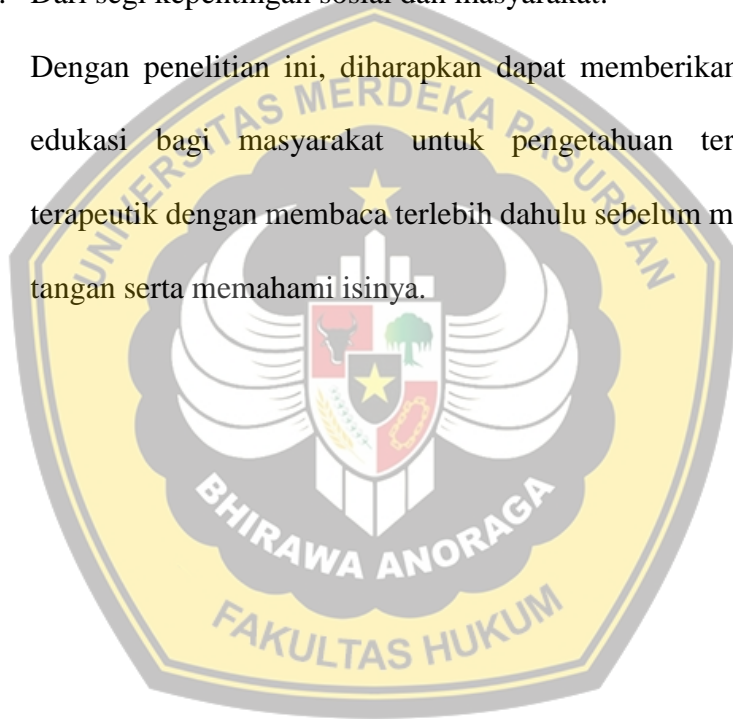 Dari segi kepentingan sosial dan masyarakat.
Dengan penelitian ini, diharapkan dapat memberikan
edukasi bagi masyarakat untuk pengetahuan
terapeutik dengan membaca terlebih dahulu sebelum
tangan serta memahami isinya.
UNIVERSITAS MERDEKA PASURUAN
BHIRAWA ANORAGA
FAKULTAS HUKUM